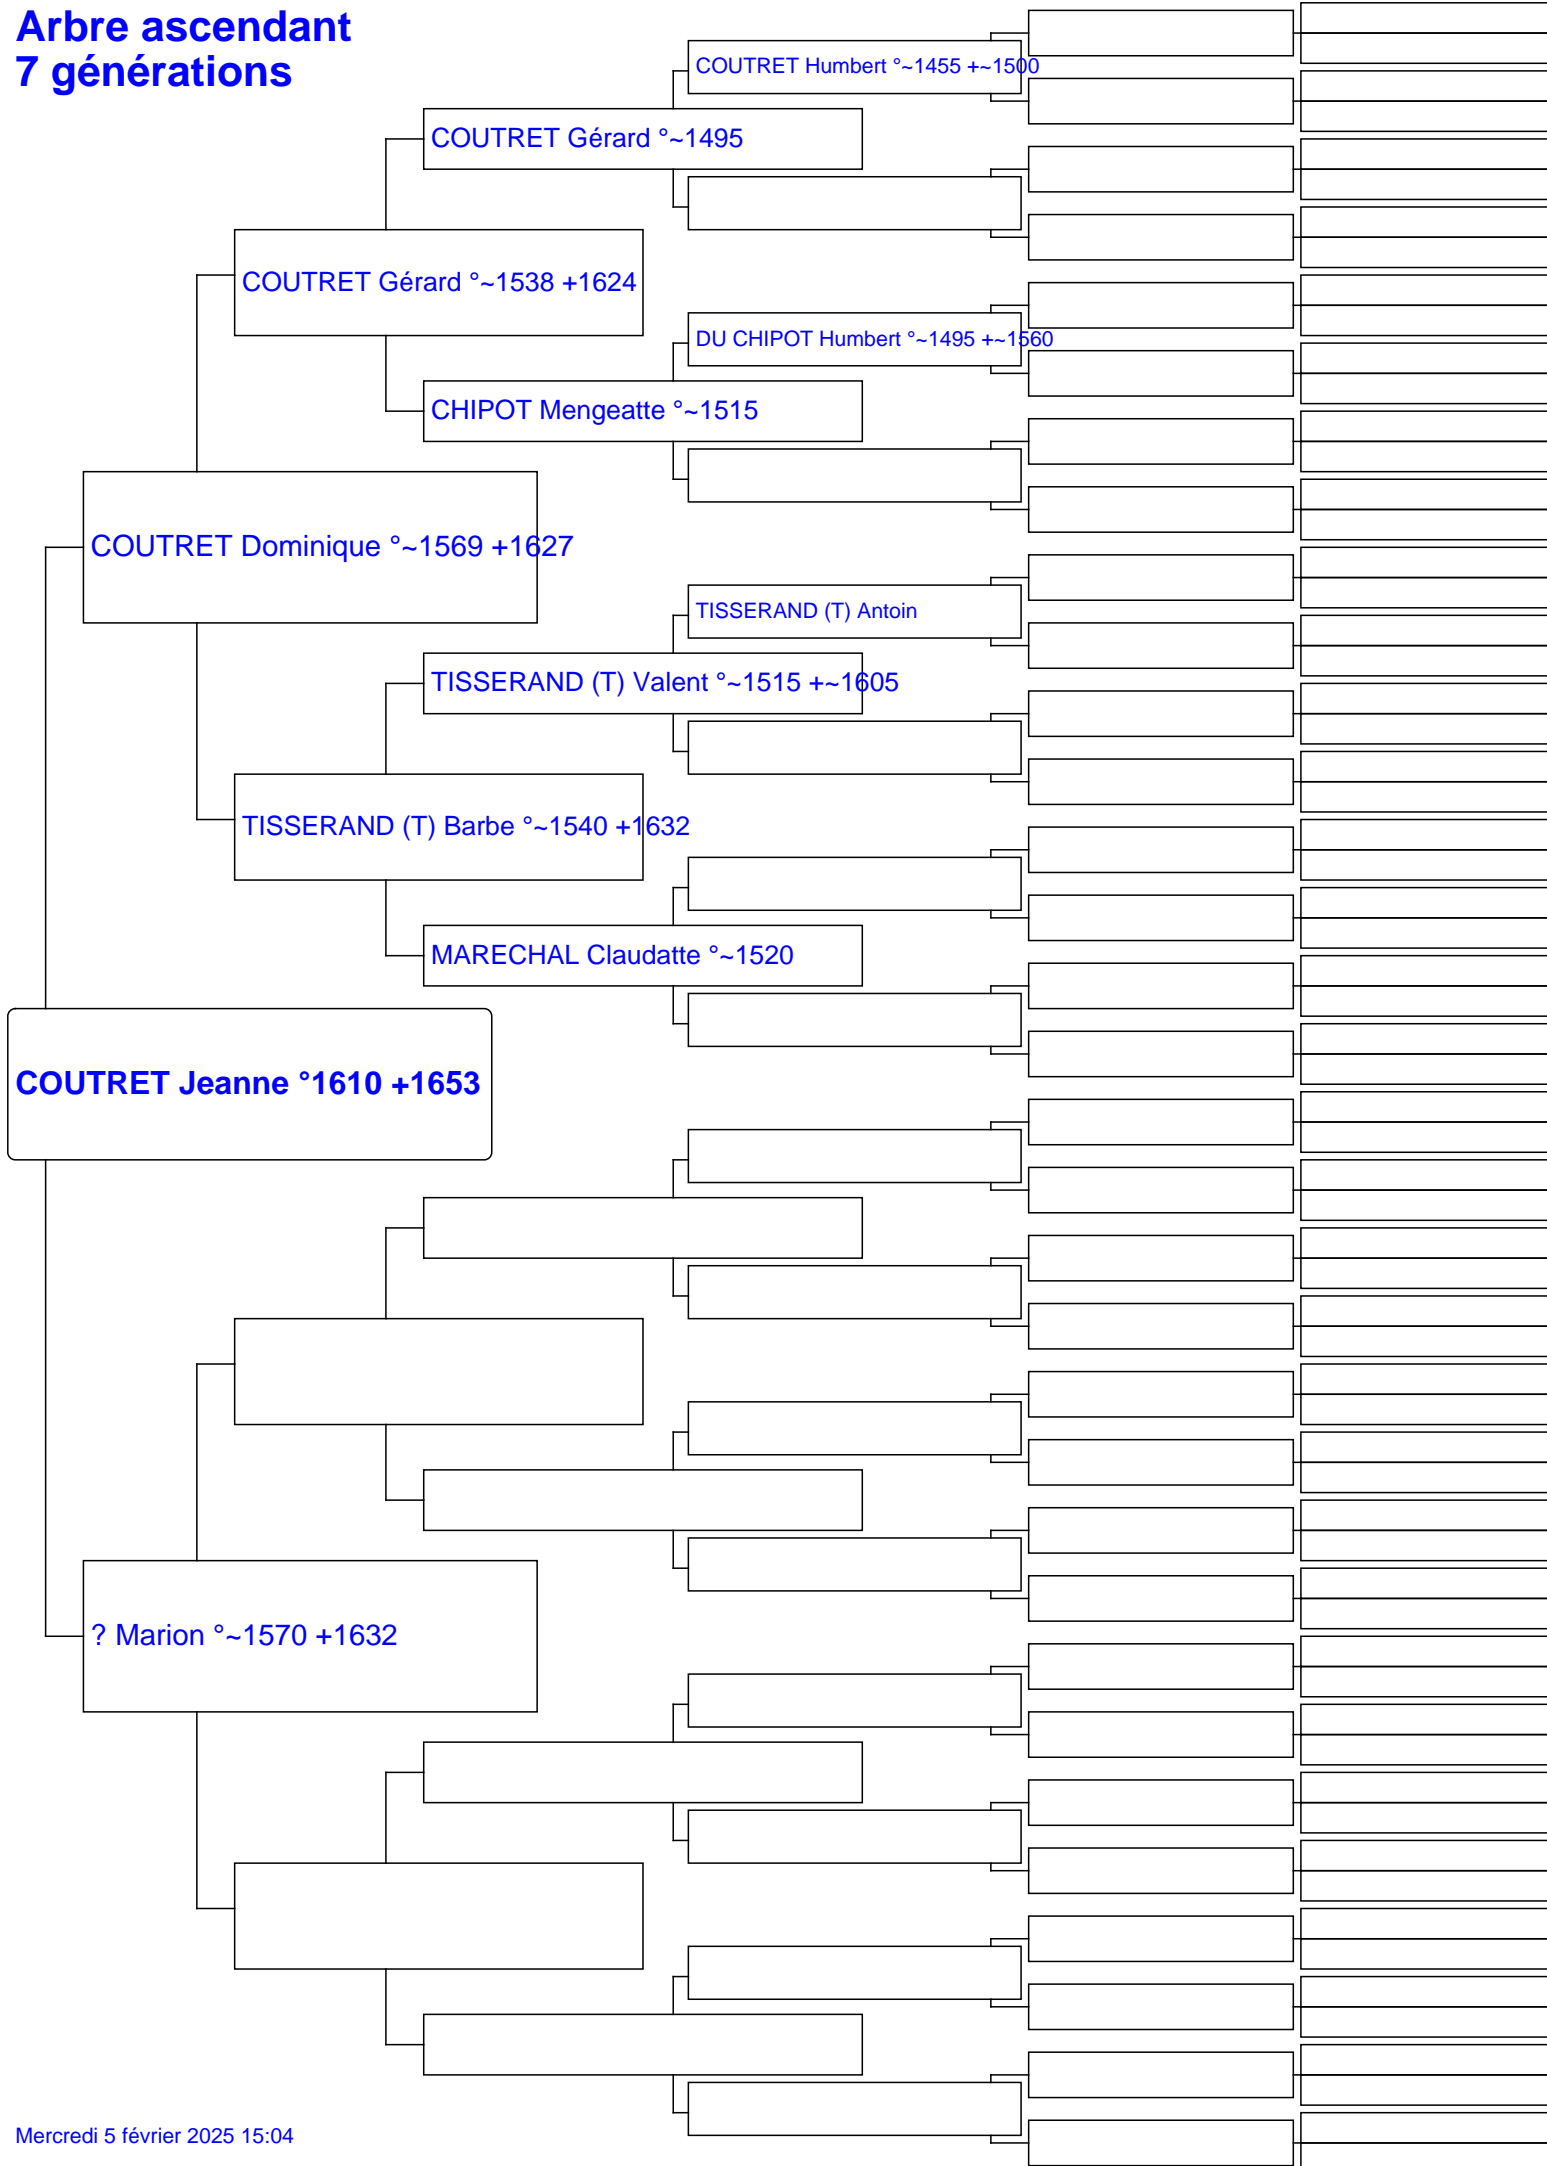 Arbre ascendant
7 générations
COUTRET Humbert °~1455 +~1500
COUTRET Gérard °~1495
COUTRET Gérard °~1538 +1624
DU CHIPOT Humbert °~1495 +~1560
CHIPOT Mengeatte °~1515
COUTRET Dominique °~1569 +1627
TISSERAND (T) Antoin
TISSERAND (T) Valent °~1515 +~1605
TISSERAND (T) Barbe °~1540 +1632
MARECHAL Claudatte °~1520
COUTRET Jeanne °1610 +1653
? Marion °~1570 +1632
Mercredi 5 février 2025 15:04